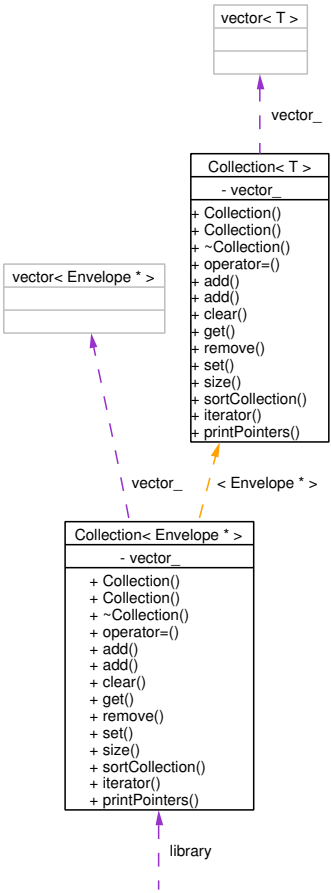 vector< T >
vector_
Collection< T >
- vector_
+ Collection()
+ Collection()
+ ~Collection()
+ operator=()
+ add()
+ add()
+ clear()
+ get()
+ remove()
+ set()
+ size()
+ sortCollection()
+ iterator()
+ printPointers()
vector< Envelope * >
vector_
< Envelope * >
Collection< Envelope * >
- vector_
+ Collection()
+ Collection()
+ ~Collection()
+ operator=()
+ add()
+ add()
+ clear()
+ get()
+ remove()
+ set()
+ size()
+ sortCollection()
+ iterator()
+ printPointers()
library